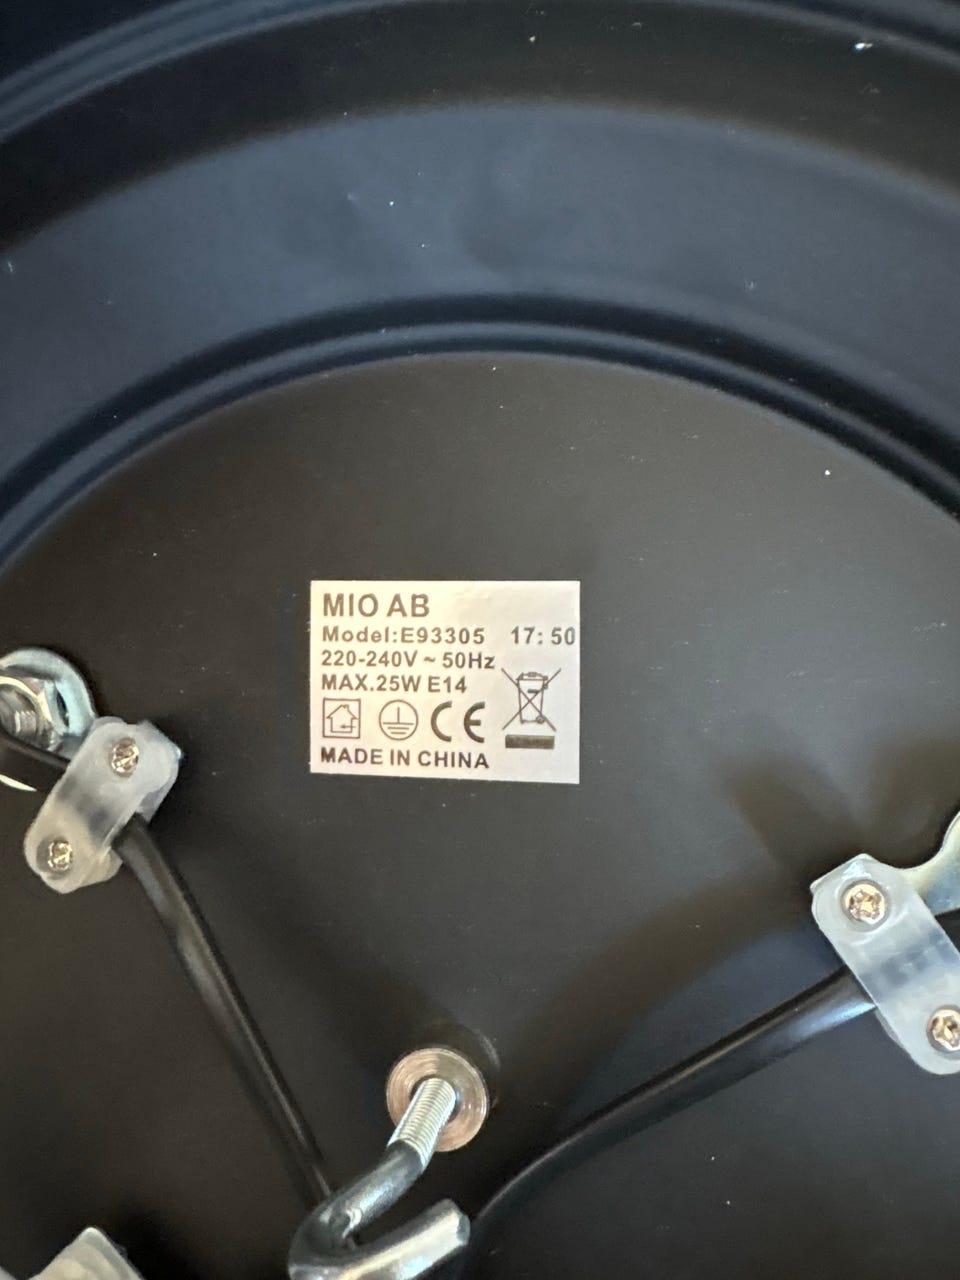 MIO AB
Model:E93305 17:50
220-240V ~ 50Hz
MAX.25W E14
CE
MADE IN CHINA